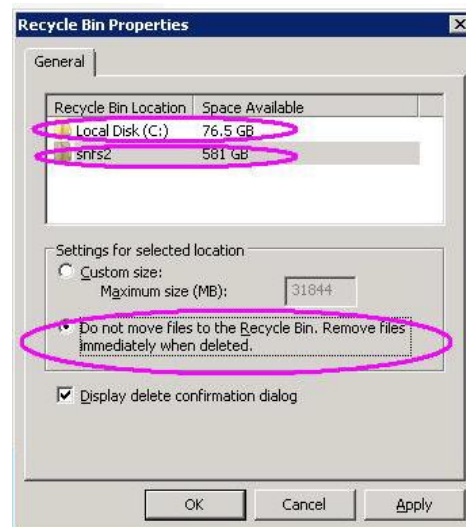 Recycle Bin Properties
General
Recycle Bin Location Space Available
Local Disk (C:) 76.5 GB
snfs2 581 GB
Settings for selected location
Custom size:
Maximum size (MB): 31844
Do not move files to the Recycle Bin. Remove files
immediately when deleted.
Display delete confirmation dialog
OK Cancel Apply